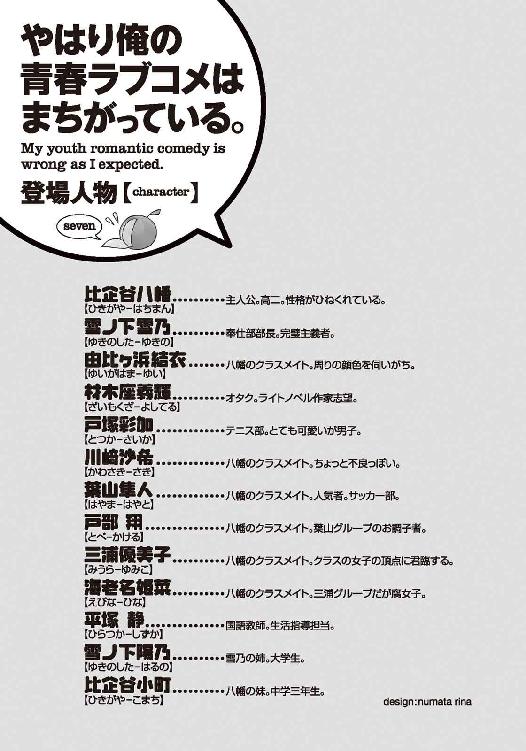 やはり俺の
青春ラブコメは
まちがっている。
My youth romantic comedy is
wrong as I expected.
登場人物【character】
seven
比企谷八幡…………主人公。高二。性格がひねくれている。
【ひきがや−はちまん】
雪ノ下雪乃…………奉仕部部長。完璧主義者。
【ゆきのした−ゆきの】
由比ヶ浜結衣………八幡のクラスメイト。周りの顔色を伺いがち。
【ゆいがはま−ゆい】
材木座義輝…………オタク。ライトノベル作家志望。
【ざいもくざ−よしてる】
戸塚彩加……………テニス部。とても可愛いが男子。
【とつか−さいか】
川﨑沙希……………八幡のクラスメイト。ちょっと不良っぽい。
【かわさき−さき】
葉山隼人……………八幡のクラスメイト。人気者。サッカー部。
【はやま−はやと】
戸部 翔……………八幡のクラスメイト。葉山グループのお調子者。
【とべ−かける】
三浦優美子…………八幡のクラスメイト。クラスの女子の頂点に君臨する。
【みうら−ゆみこ】
海老名姫菜…………八幡のクラスメイト。三浦グループだが腐女子。
【えびな−ひな】
平塚 静……………国語教師。生活指導担当。
【ひらつか−しずか】
雪ノ下陽乃…………雪乃の姉。大学生。
【ゆきのした−はるの】
比企谷小町…………八幡の妹。中学三年生。
【ひきがや−こまち】
design:numata rina